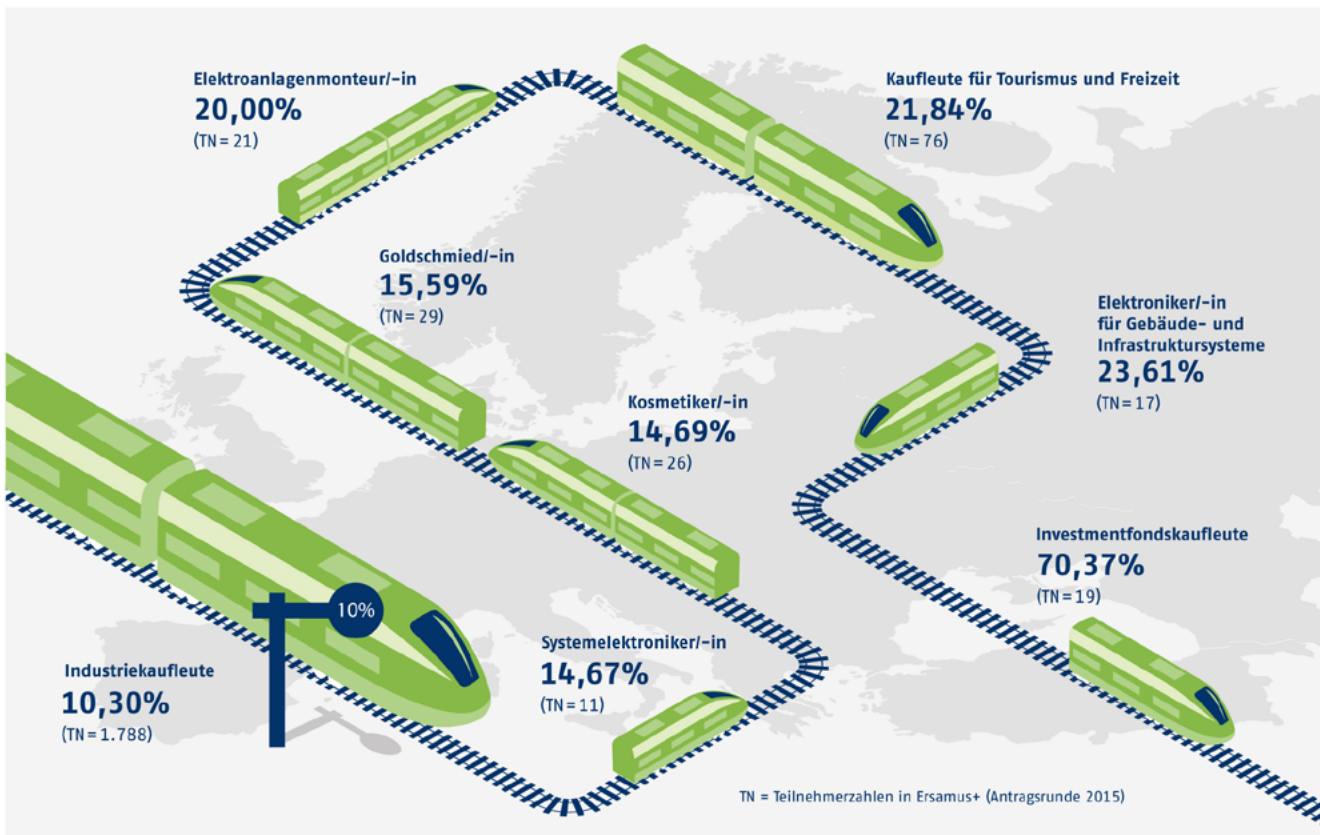 Elektroanlagenmonteur/-in
20,00%
(TN = 21)
Kaufleute für Tourismus und Freizeit
21,84%
(TN = 76)
Goldschmied/-in
15,59%
(TN = 29)
Elektroniker/-in
für Gebäude- und
Infrastruktursysteme
23,61%
(TN = 17)
Kosmetiker/-in
14,69%
(TN = 26)
Investmentfondskaufleute
70,37%
(TN = 19)
10%
Industriekaufleute
10,30%
(TN = 1.788)
Systemelektroniker/-in
14,67%
(TN = 11)
TN = Teilnehmerzahlen in Ersamus+ (Antragsrunde 2015)